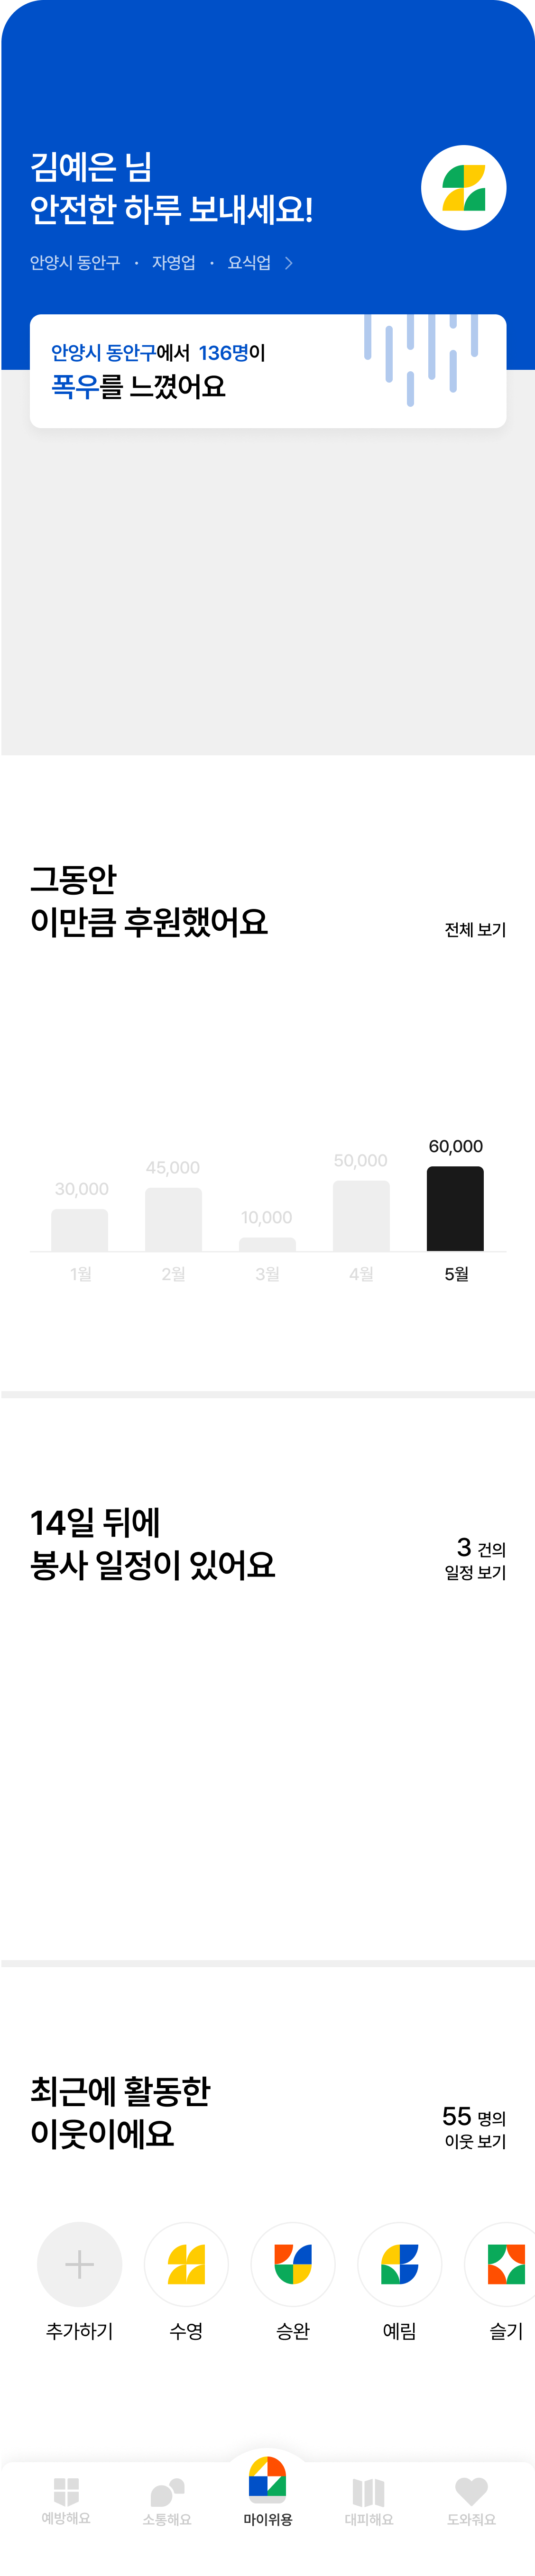 김예은 님
안전한 하루 보내세요!
안양시 동안구 · 자영업 · 요식업 >
안양시 동안구에서 136명이
폭우를 느꼈어요
그동안
이만큼 후원했어요
전체 보기
30,000 45,000 10,000 50,000 60,000
1월 2월 3월 4월 5월
14일 뒤에
봉사 일정이 있어요
3 건의
일정 보기
최근에 활동한
이웃이에요
55 명의
이웃 보기
추가하기 수영 승완 예림 슬기
예방해요 소통해요 마이위용 대피해요 도와줘요